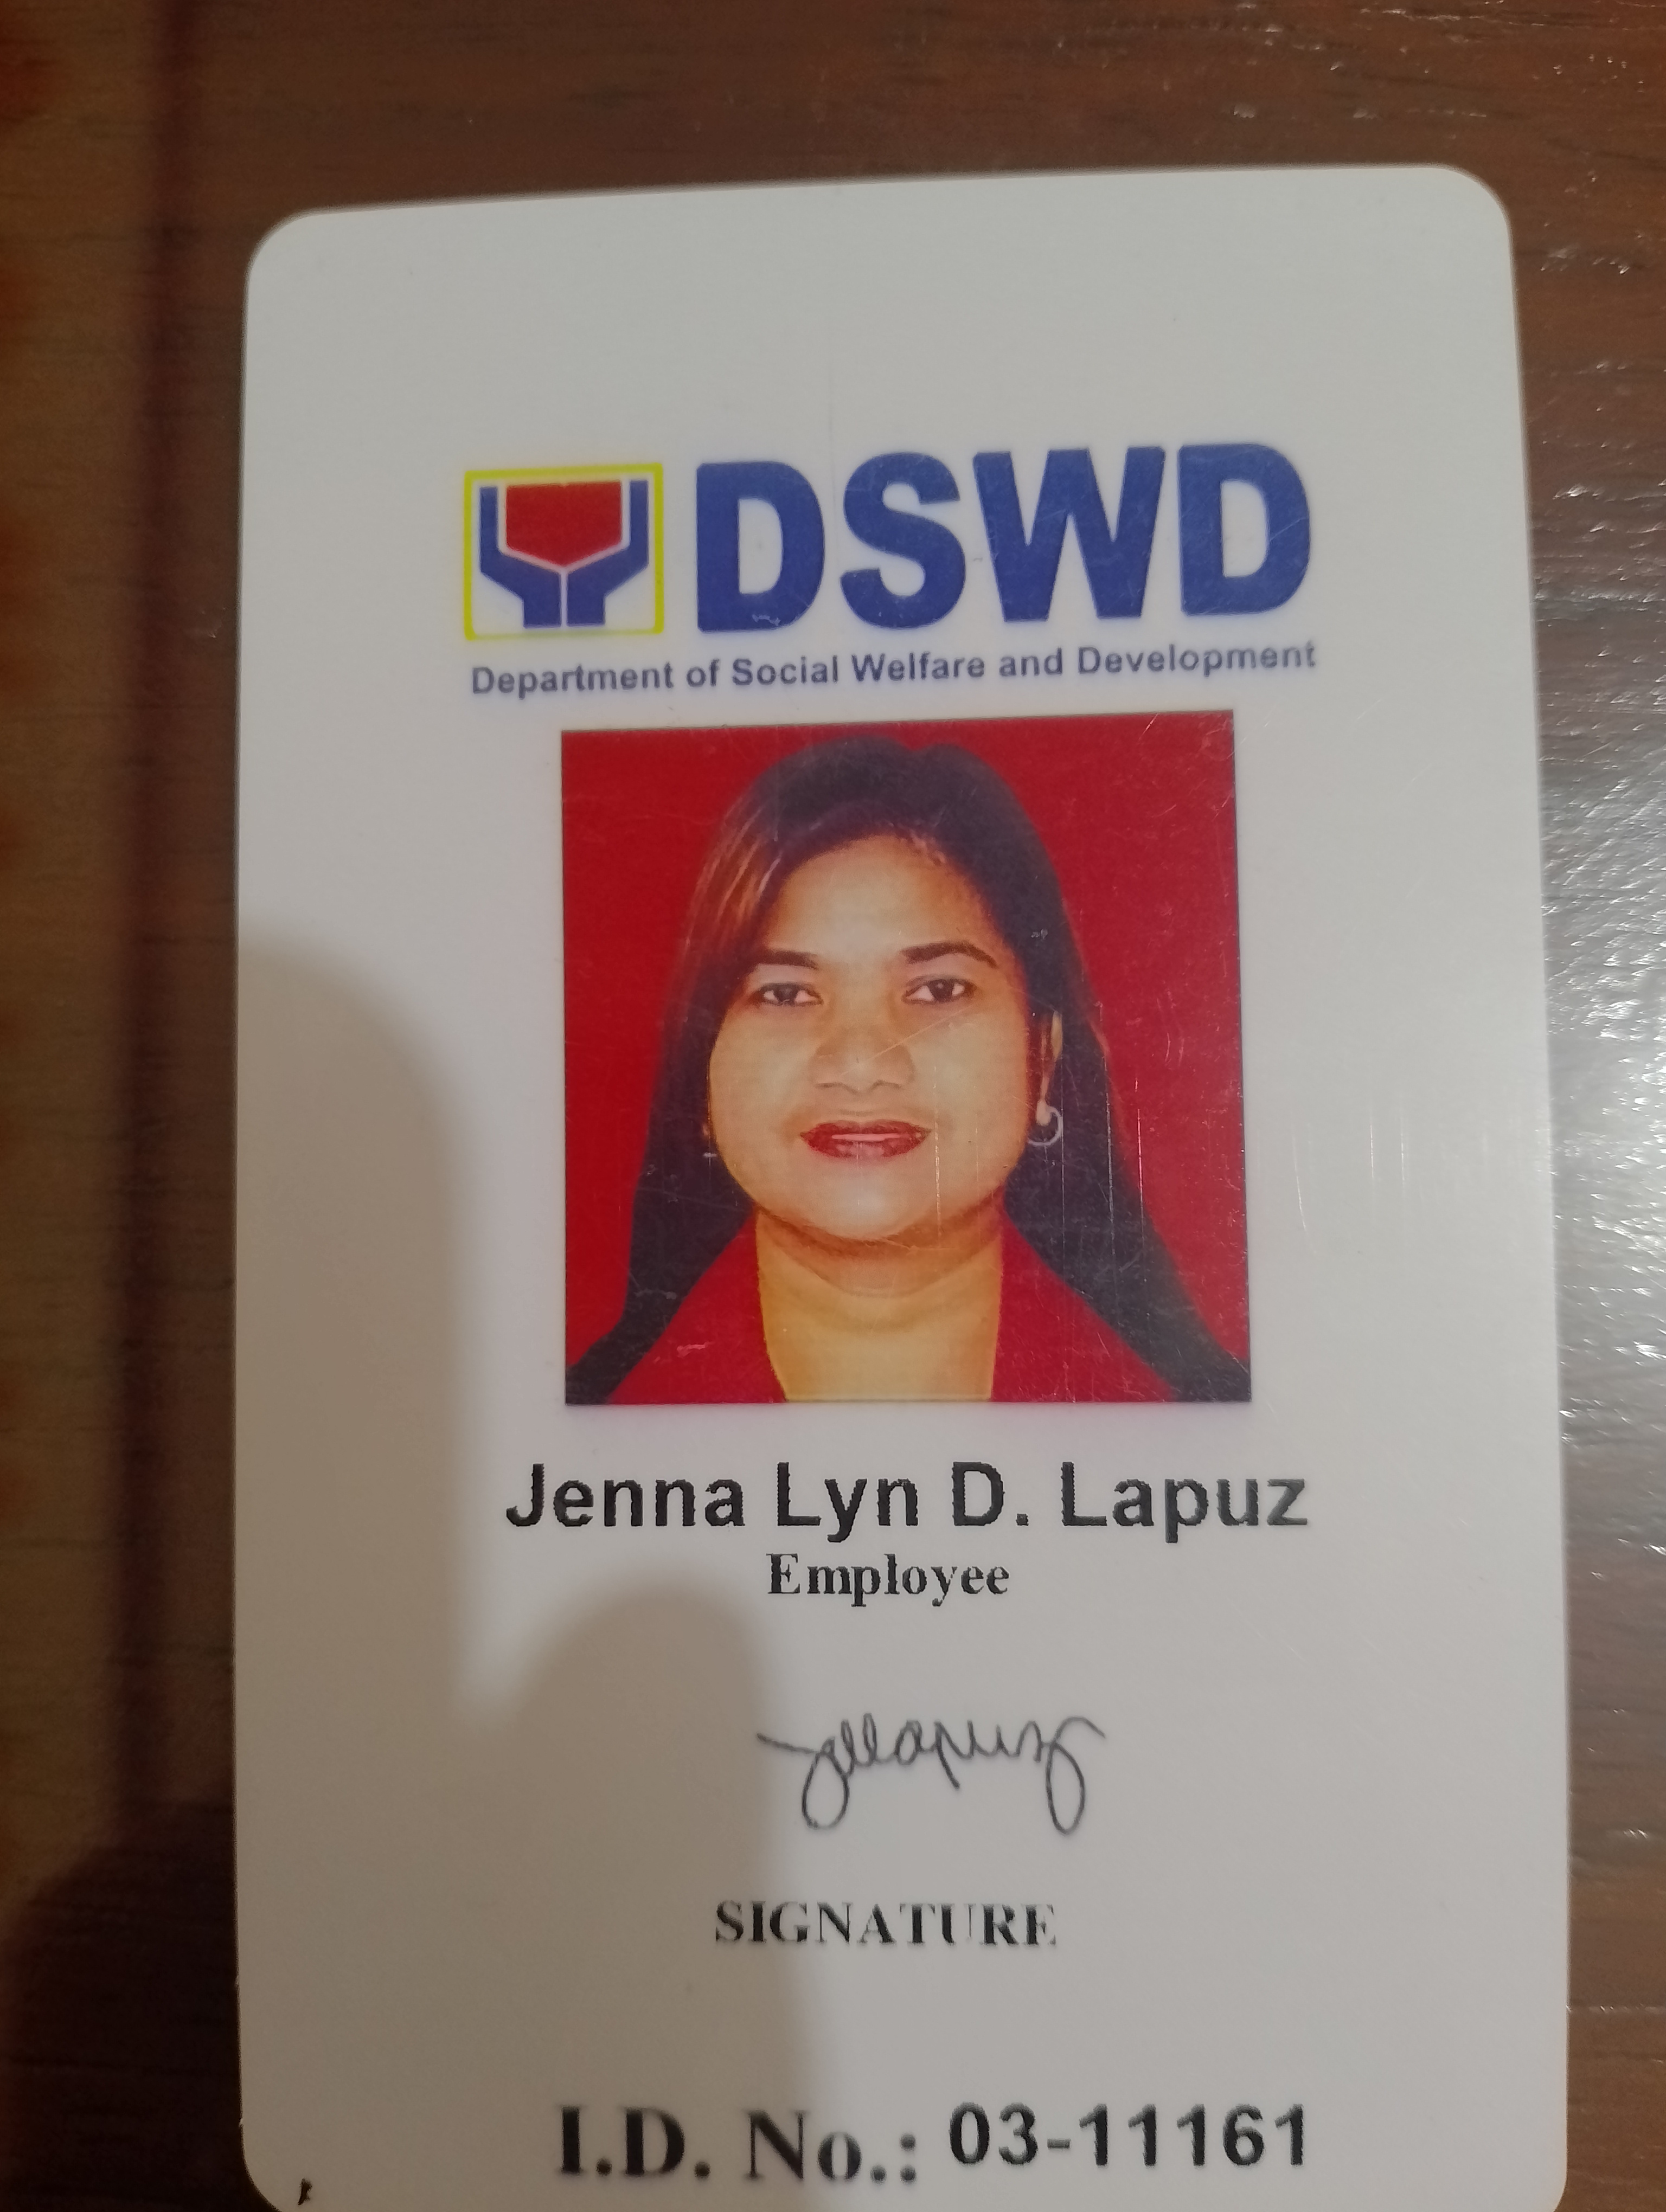 DSWD
Department of Social Welfare and Development
Jenna Lyn D. Lapuz
Employee
jllapuz
SIGNATURE
I.D. No.: 03-11161